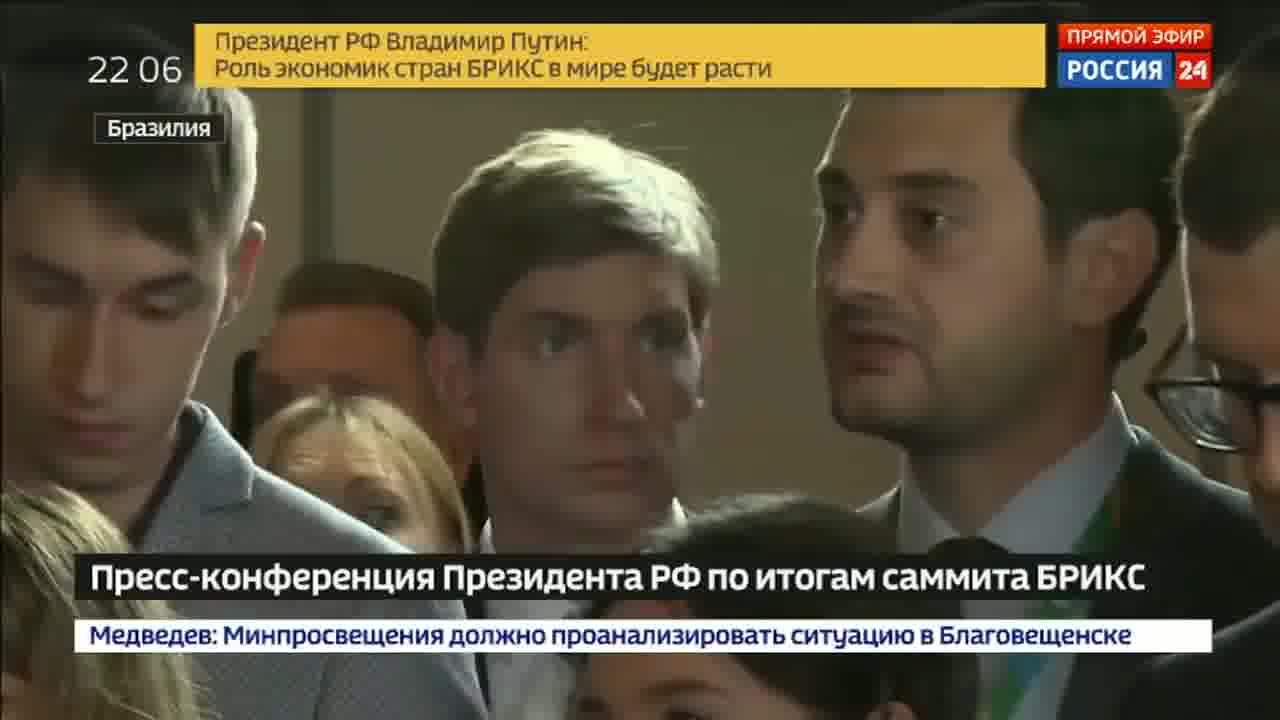 22 06
Президент РФ Владимир Путин:
Роль экономик стран БРИКС в мире будет расти
ПРЯМОЙ ЭФИР
РОССИЯ 24
Бразилия
Пресс-конференция Президента РФ по итогам саммита БРИКС
Медведев: Минпросвещения должно проанализировать ситуацию в Благовещенске